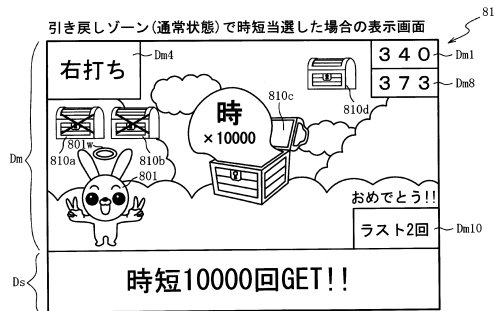 引き戻しゾーン(通常状態)で時短当選した場合の表示画面
81
右打ち
Dm4
340
Dm1
373
Dm8
810c
810d
時
×10000
Dm
801w
810a
810b
801
おめでとう!!
ラスト2回
Dm10
Ds
時短10000回GET!!